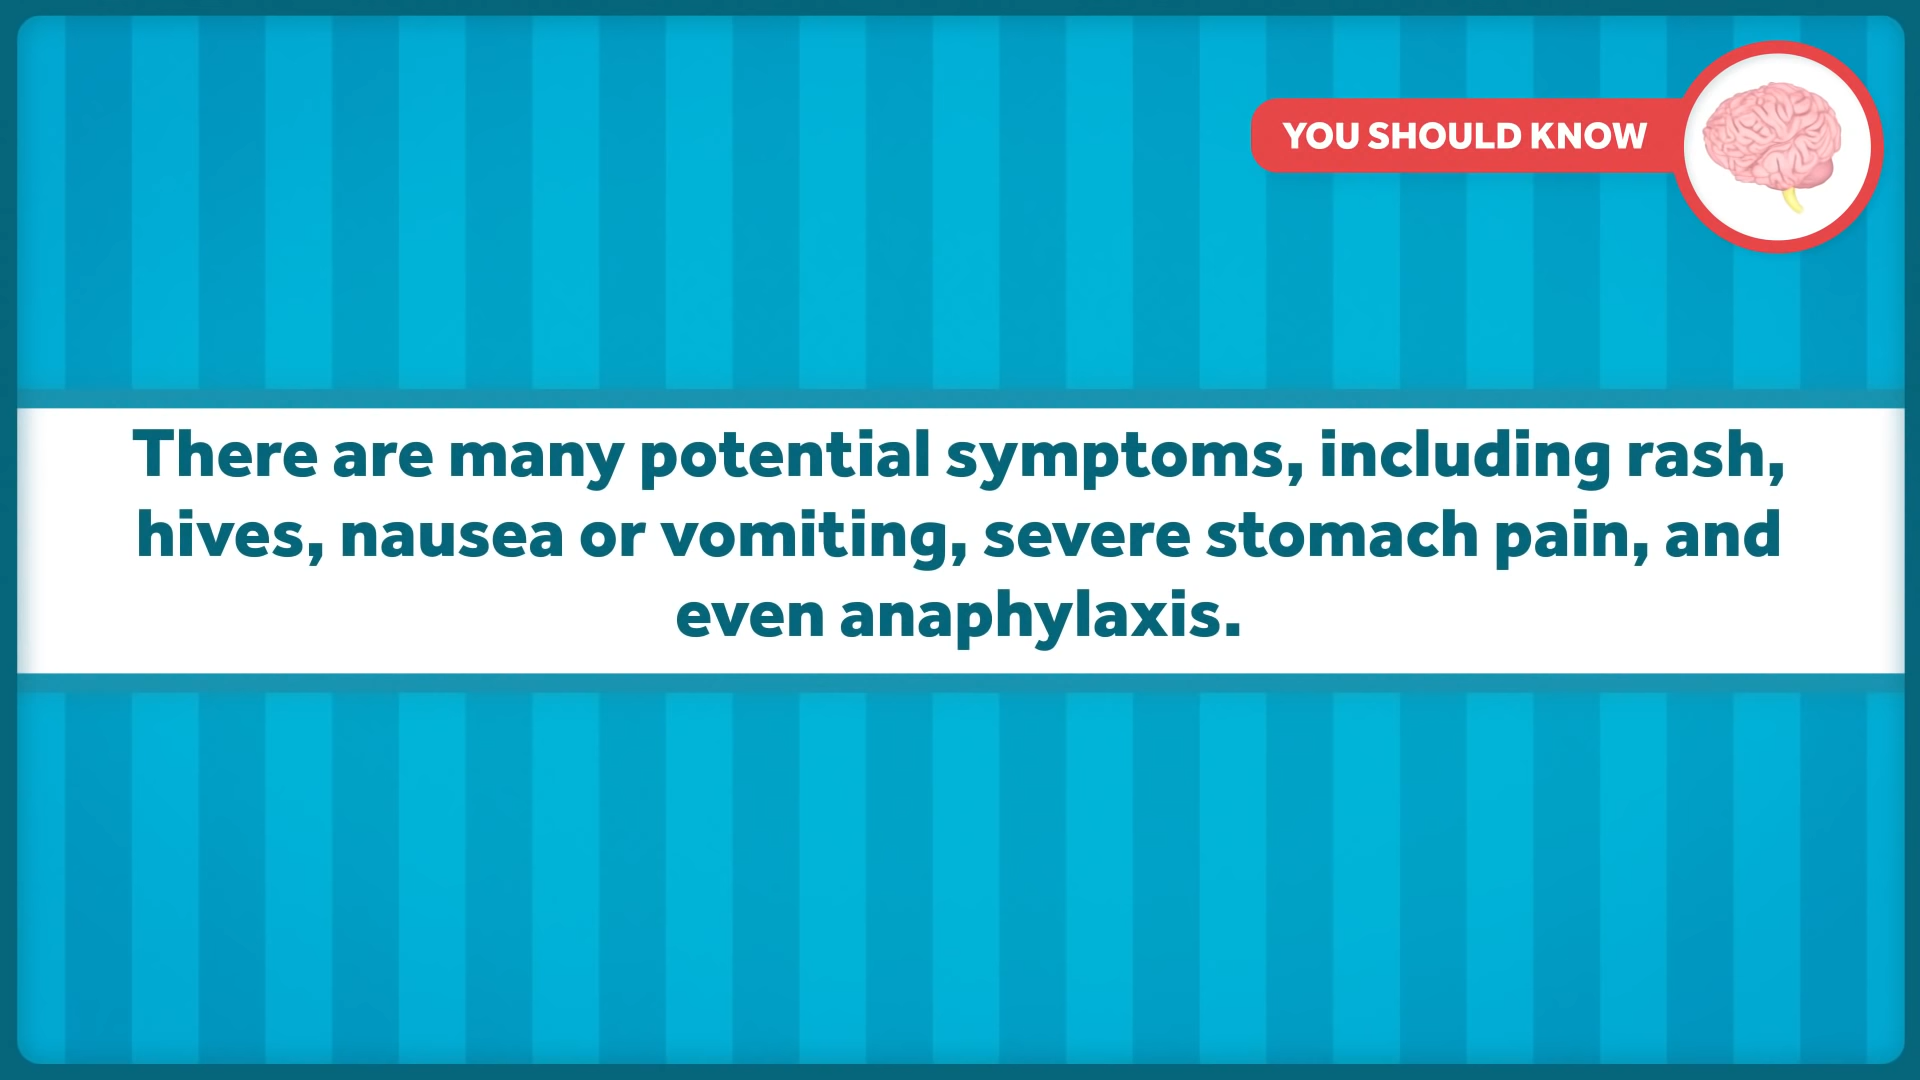 YOU SHOULD KNOW
There are many potential symptoms, including rash,
hives, nausea or vomiting, severe stomach pain, and
even anaphylaxis.